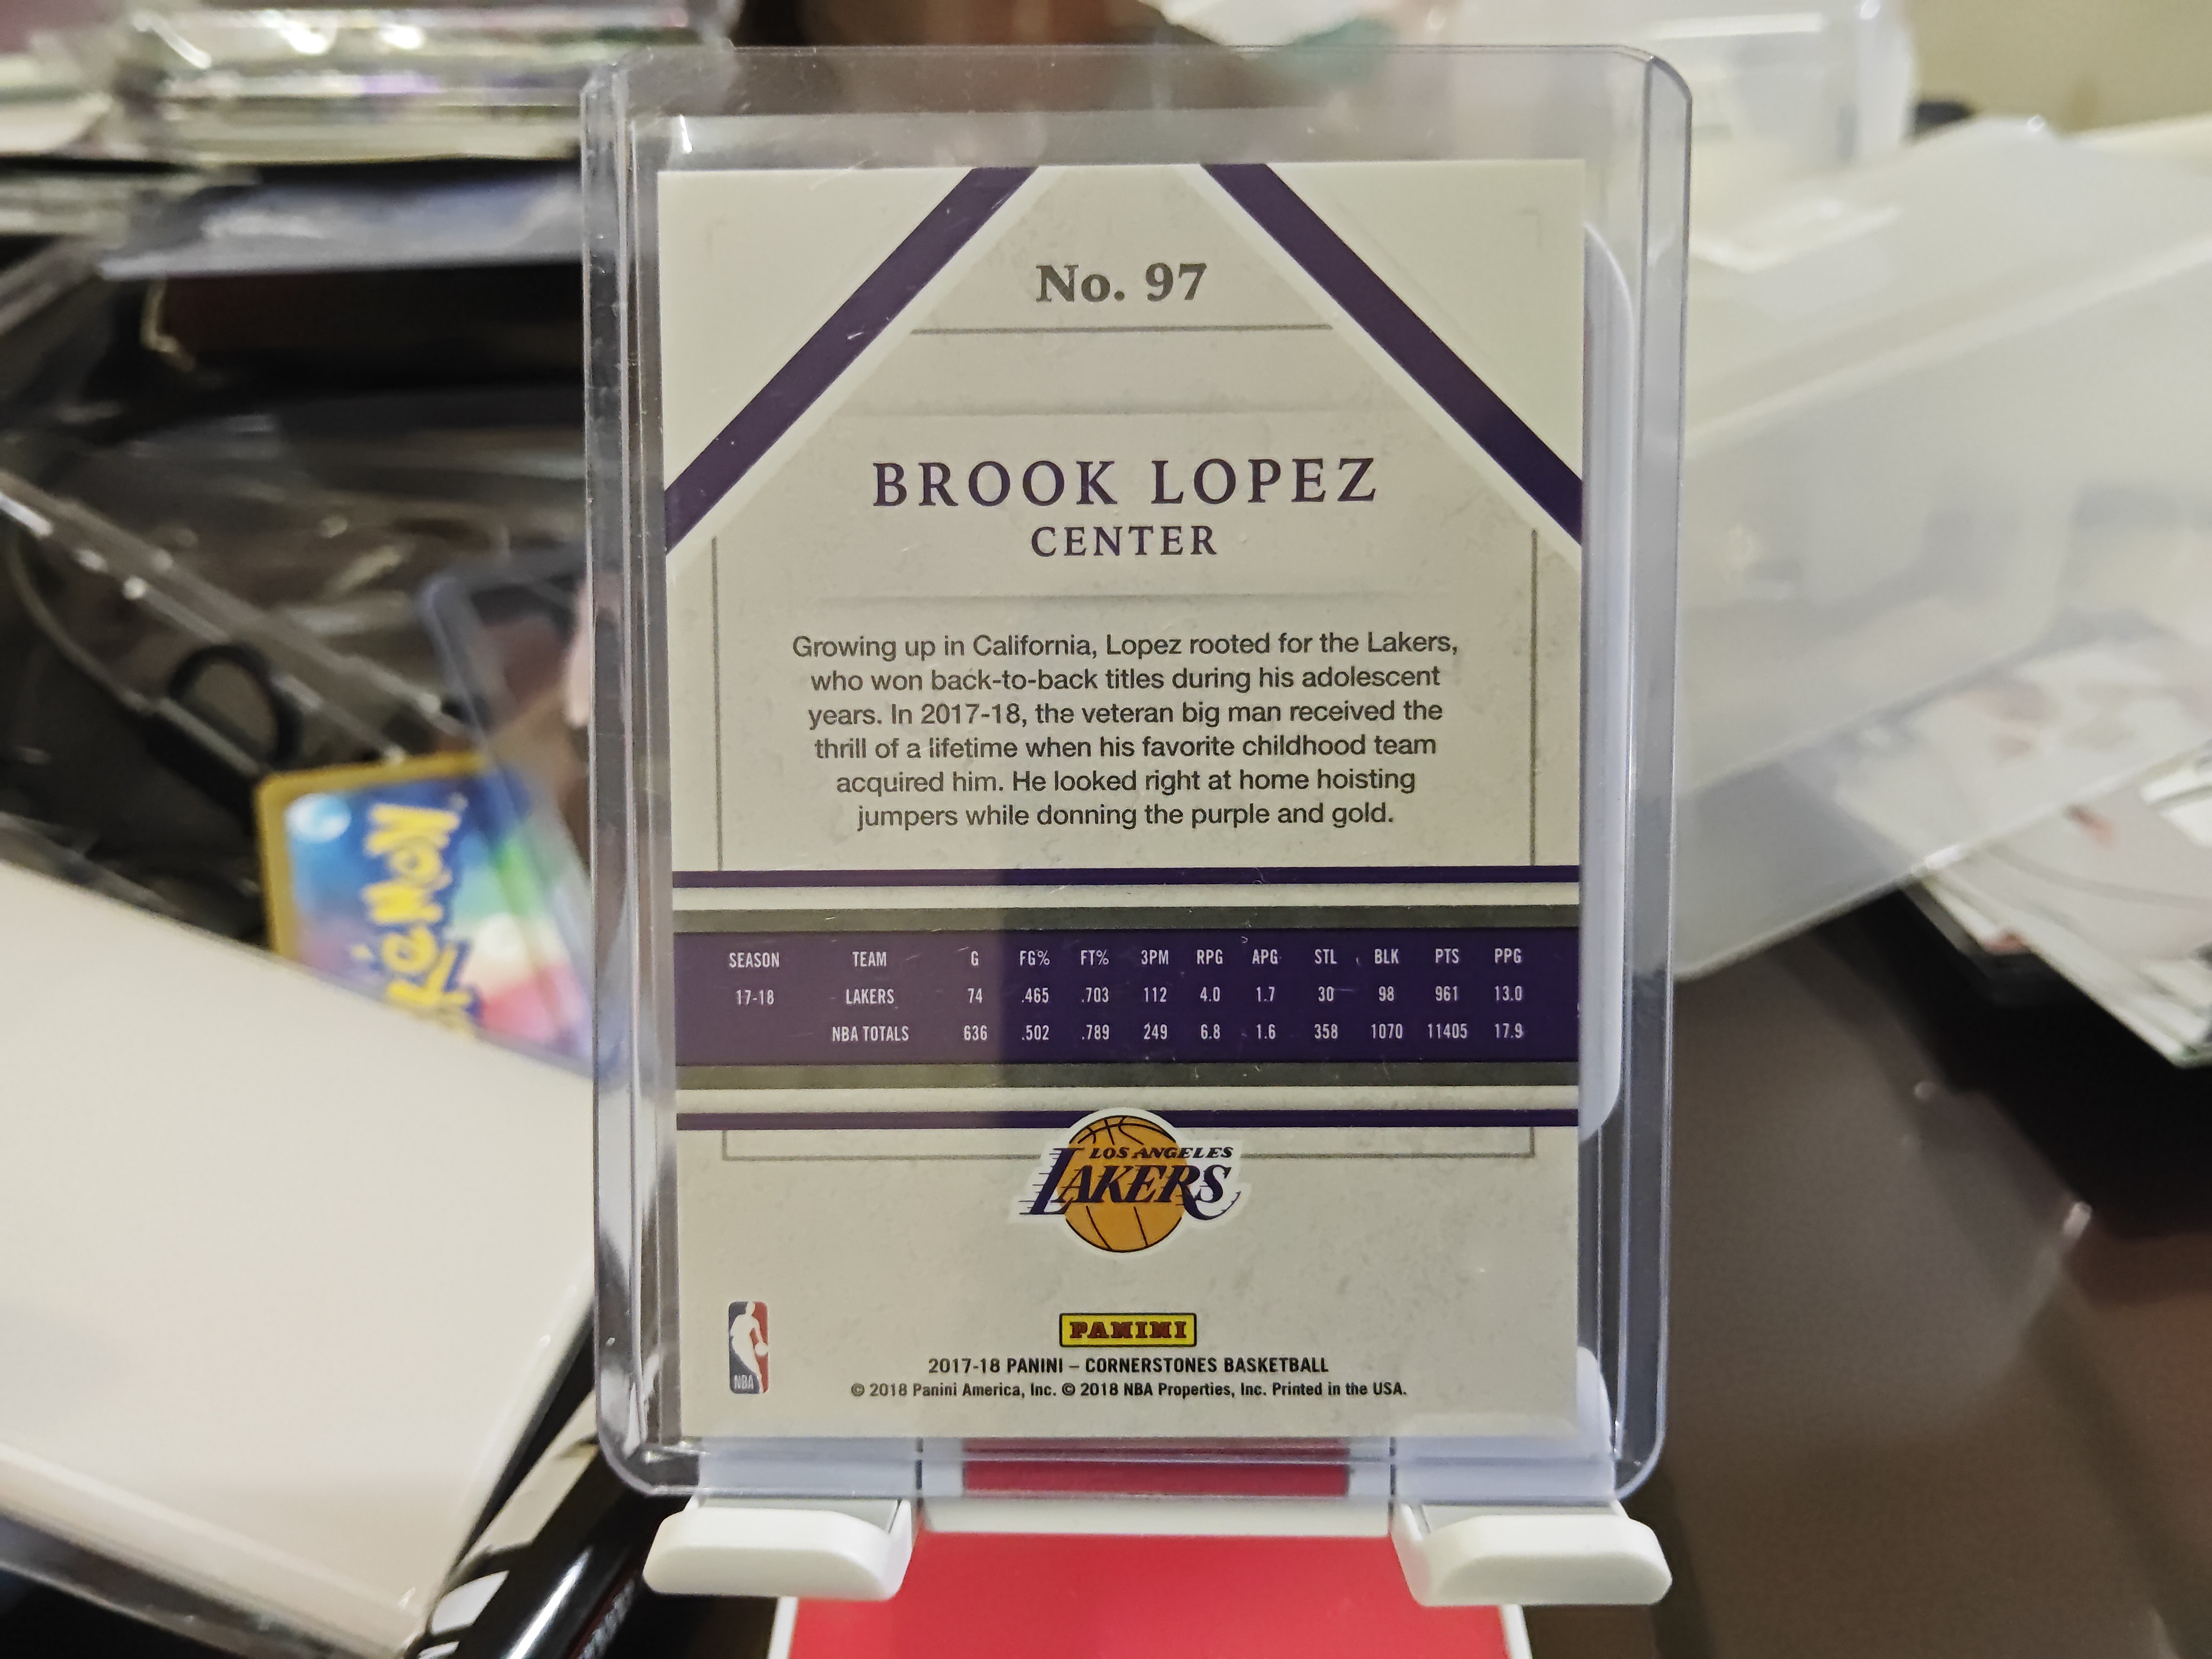 No. 97
BROOK LOPEZ
CENTER
Growing up in California, Lopez rooted for the Lakers,
who won back-to-back titles during his adolescent
years. In 2017-18, the veteran big man received the
thrill of a lifetime when his favorite childhood team
acquired him. He looked right at home hoisting
jumpers while donning the purple and gold.
SEASON TEAM G FG% FT% 3PM RPG APG STL BLK PTS PPG
17-18 LAKERS 74 .465 .703 112 4.0 1.7 30 98 961 13.0
NBA TOTALS 636 .502 .789 249 6.8 1.6 358 1070 11405 17.9
LOS ANGELES
LAKERS
NBA
PANINI
2017-18 PANINI – CORNERSTONES BASKETBALL
© 2018 Panini America, Inc. © 2018 NBA Properties, Inc. Printed in the USA.
POKéMON